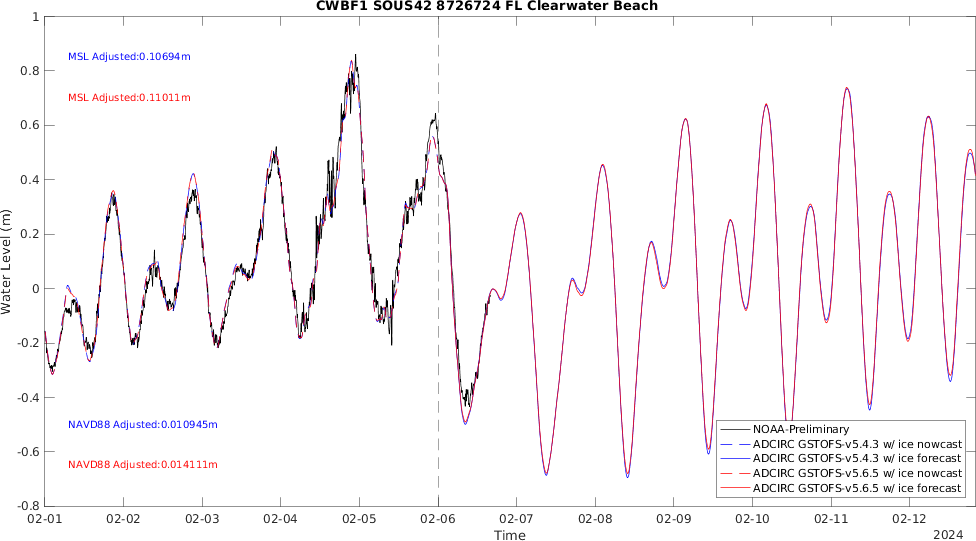 CWBF1 SOUS42 8726724 FL Clearwater Beach
1
0.8
0.6
0.4
0.2
0
-0.2
-0.4
-0.6
-0.8
Water Level (m)
MSL Adjusted:0.10694m
MSL Adjusted:0.11011m
NAVD88 Adjusted:0.010945m
NAVD88 Adjusted:0.014111m
NOAA-Preliminary
ADCIRC GSTOFS-v5.4.3 w/ ice nowcast
ADCIRC GSTOFS-v5.4.3 w/ ice forecast
ADCIRC GSTOFS-v5.6.5 w/ ice nowcast
ADCIRC GSTOFS-v5.6.5 w/ ice forecast
02-01 02-02 02-03 02-04 02-05 02-06 02-07 02-08 02-09 02-10 02-11 02-12
Time
2024